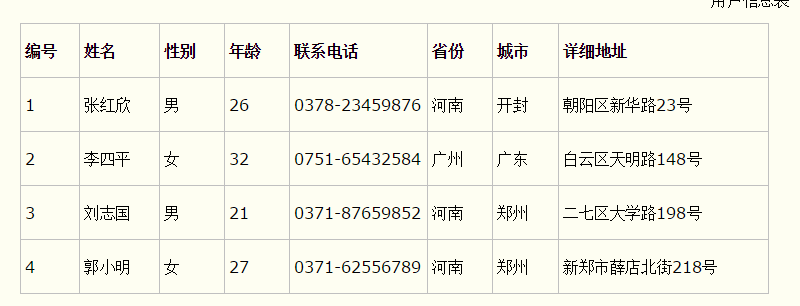 用户信息表
编号 姓名 性别 年龄 联系电话 省份 城市 详细地址
1 张红欣 男 26 0378-23459876 河南 开封 朝阳区新华路23号
2 李四平 女 32 0751-65432584 广州 广东 白云区天明路148号
3 刘志国 男 21 0371-87659852 河南 郑州 二七区大学路198号
4 郭小明 女 27 0371-62556789 河南 郑州 新郑市薛店北街218号